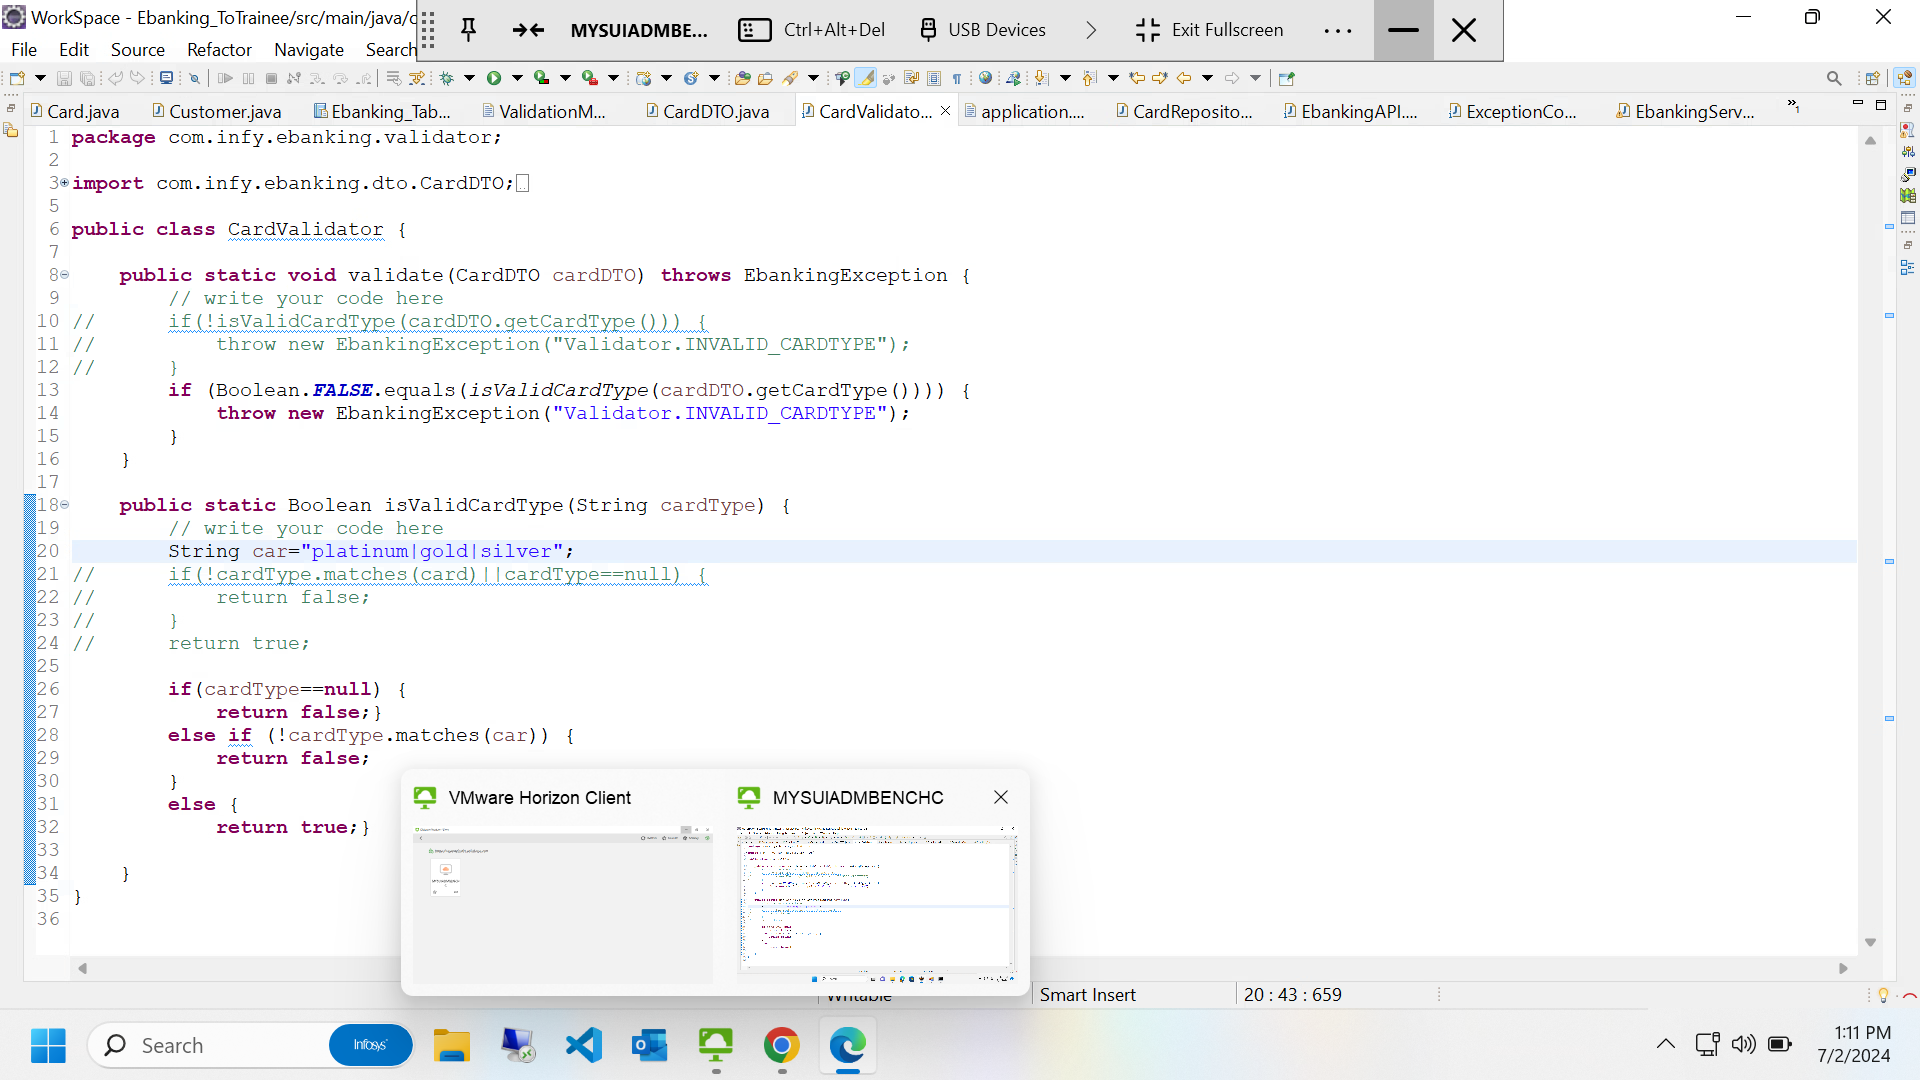 WorkSpace - Ebanking_ToTrainee/src/main/java/c
MYSUIADMBE...
Ctrl+Alt+Del
USB Devices
Exit Fullscreen
File Edit Source Refactor Navigate Search
Card.java Customer.java Ebanking_Tab... ValidationM... CardDTO.java CardValidato... application.... CardReposito... EbankingAPI.... ExceptionCo... EbankingServ... »1
1 package com.infy.ebanking.validator;
2
3 import com.infy.ebanking.dto.CardDTO;
5
6 public class CardValidator {
7
8 public static void validate(CardDTO cardDTO) throws EbankingException {
9 // write your code here
10 // if(!isValidCardType(cardDTO.getCardType())) {
11 // throw new EbankingException("Validator.INVALID_CARDTYPE");
12 // }
13 if (Boolean.FALSE.equals(isValidCardType(cardDTO.getCardType()))) {
14 throw new EbankingException("Validator.INVALID_CARDTYPE");
15 }
16 }
17
18 public static Boolean isValidCardType(String cardType) {
19 // write your code here
20 String car="platinum|gold|silver";
21 // if(!cardType.matches(card)||cardType==null) {
22 // return false;
23 // }
24 // return true;
25
26 if(cardType==null) {
27 return false;}
28 else if (!cardType.matches(car)) {
29 return false;
30 }
31 else {
32 return true;}
33
34 }
35 }
36
VMware Horizon Client
MYSUIADMBENCHC
Writable
Smart Insert
20 : 43 : 659
Search
Infosys
1:11 PM
7/2/2024